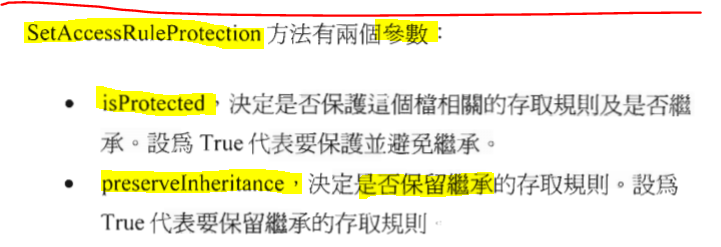 SetAccessRuleProtection 方法有兩個參數：
• isProtected，決定是否保護這個檔相關的存取規則及是否繼
承。設為 True 代表要保護並避免繼承。
• preserveInheritance，決定是否保留繼承的存取規則。設為
True 代表要保留繼承的存取規則。